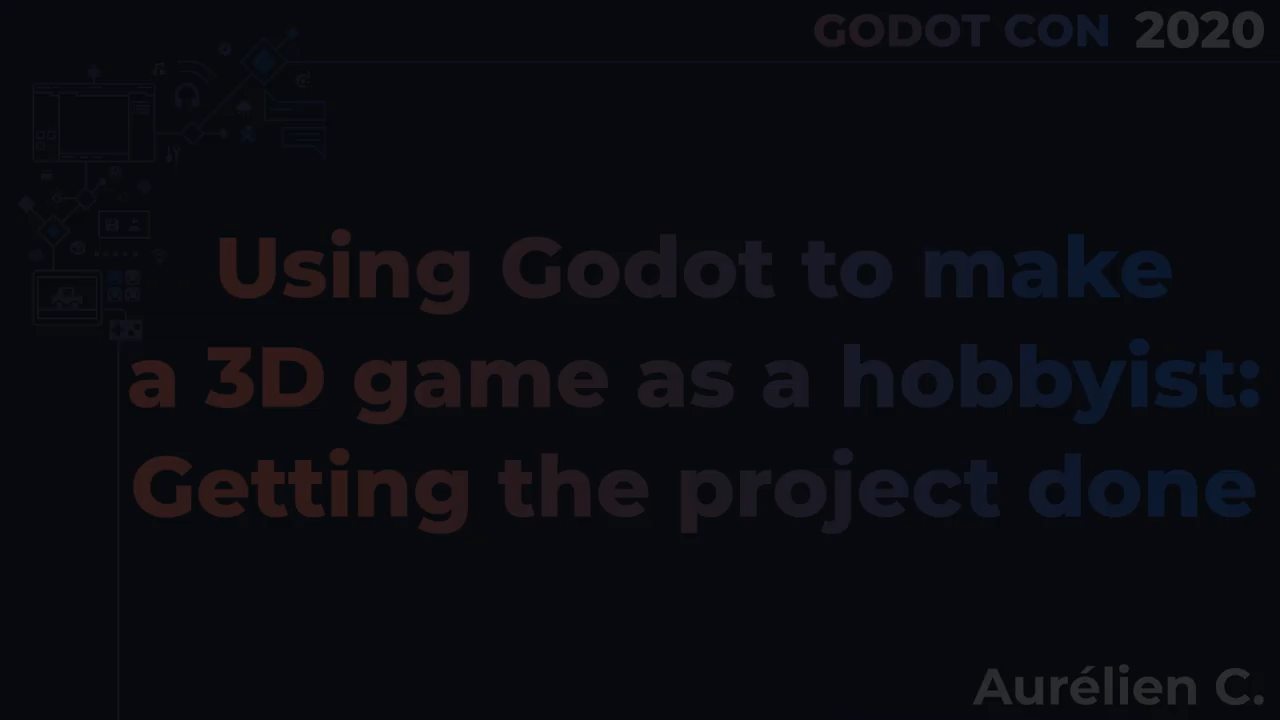 GODOT CON 2020
Using Godot to make
a 3D game as a hobbyist:
Getting the project done
Aurélien C.